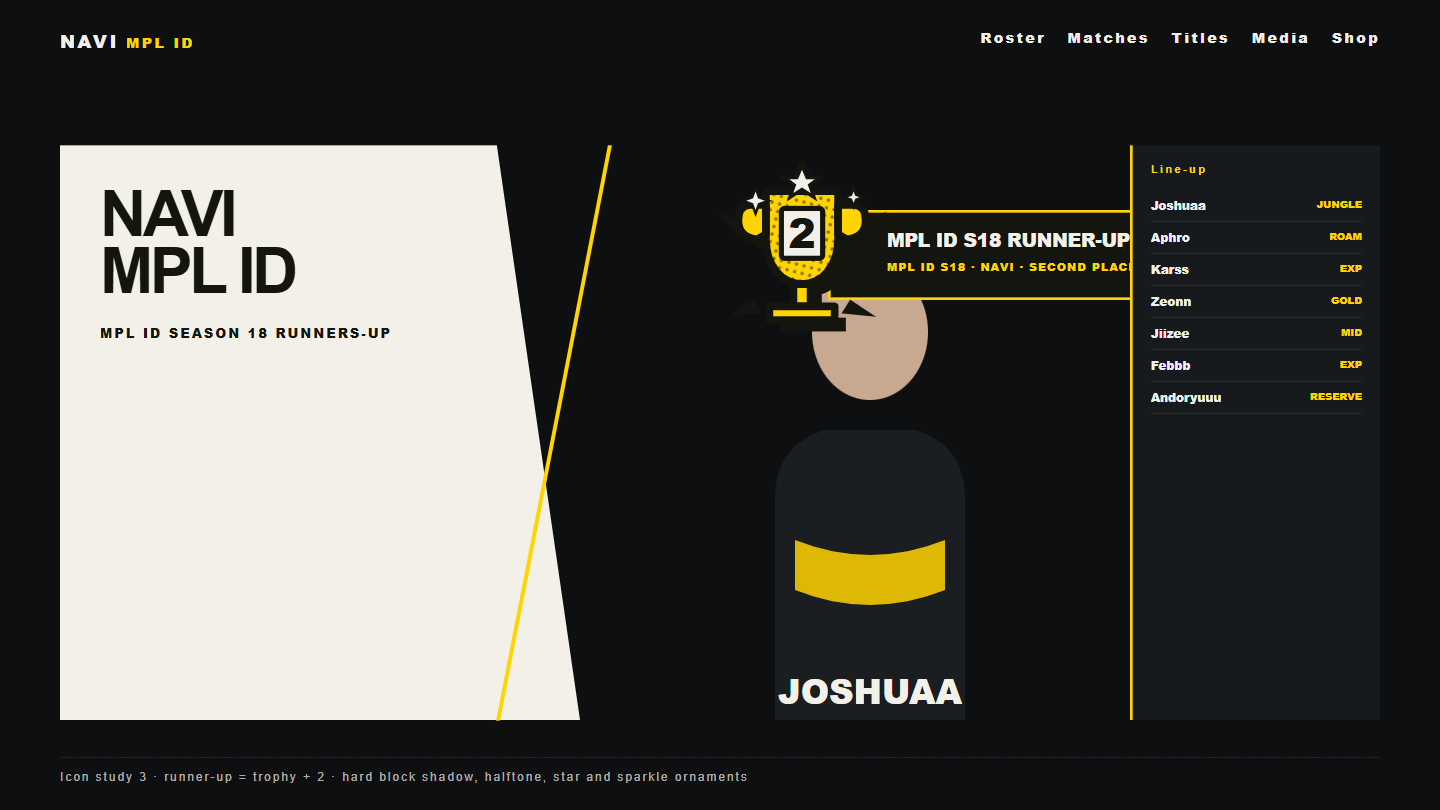 NAVI MPL ID
Roster Matches Titles Media Shop
NAVI
MPL ID
MPL ID SEASON 18 RUNNERS-UP
2
MPL ID S18 RUNNER-UP
MPL ID S18 · NAVI · SECOND PLAC
JOSHUAA
Line-up
Joshuaa JUNGLE
Aphro ROAM
Karss EXP
Zeonn GOLD
Jiizee MID
Febbb EXP
Andoryuuu RESERVE
Icon study 3 · runner-up = trophy + 2 · hard block shadow, halftone, star and sparkle ornaments